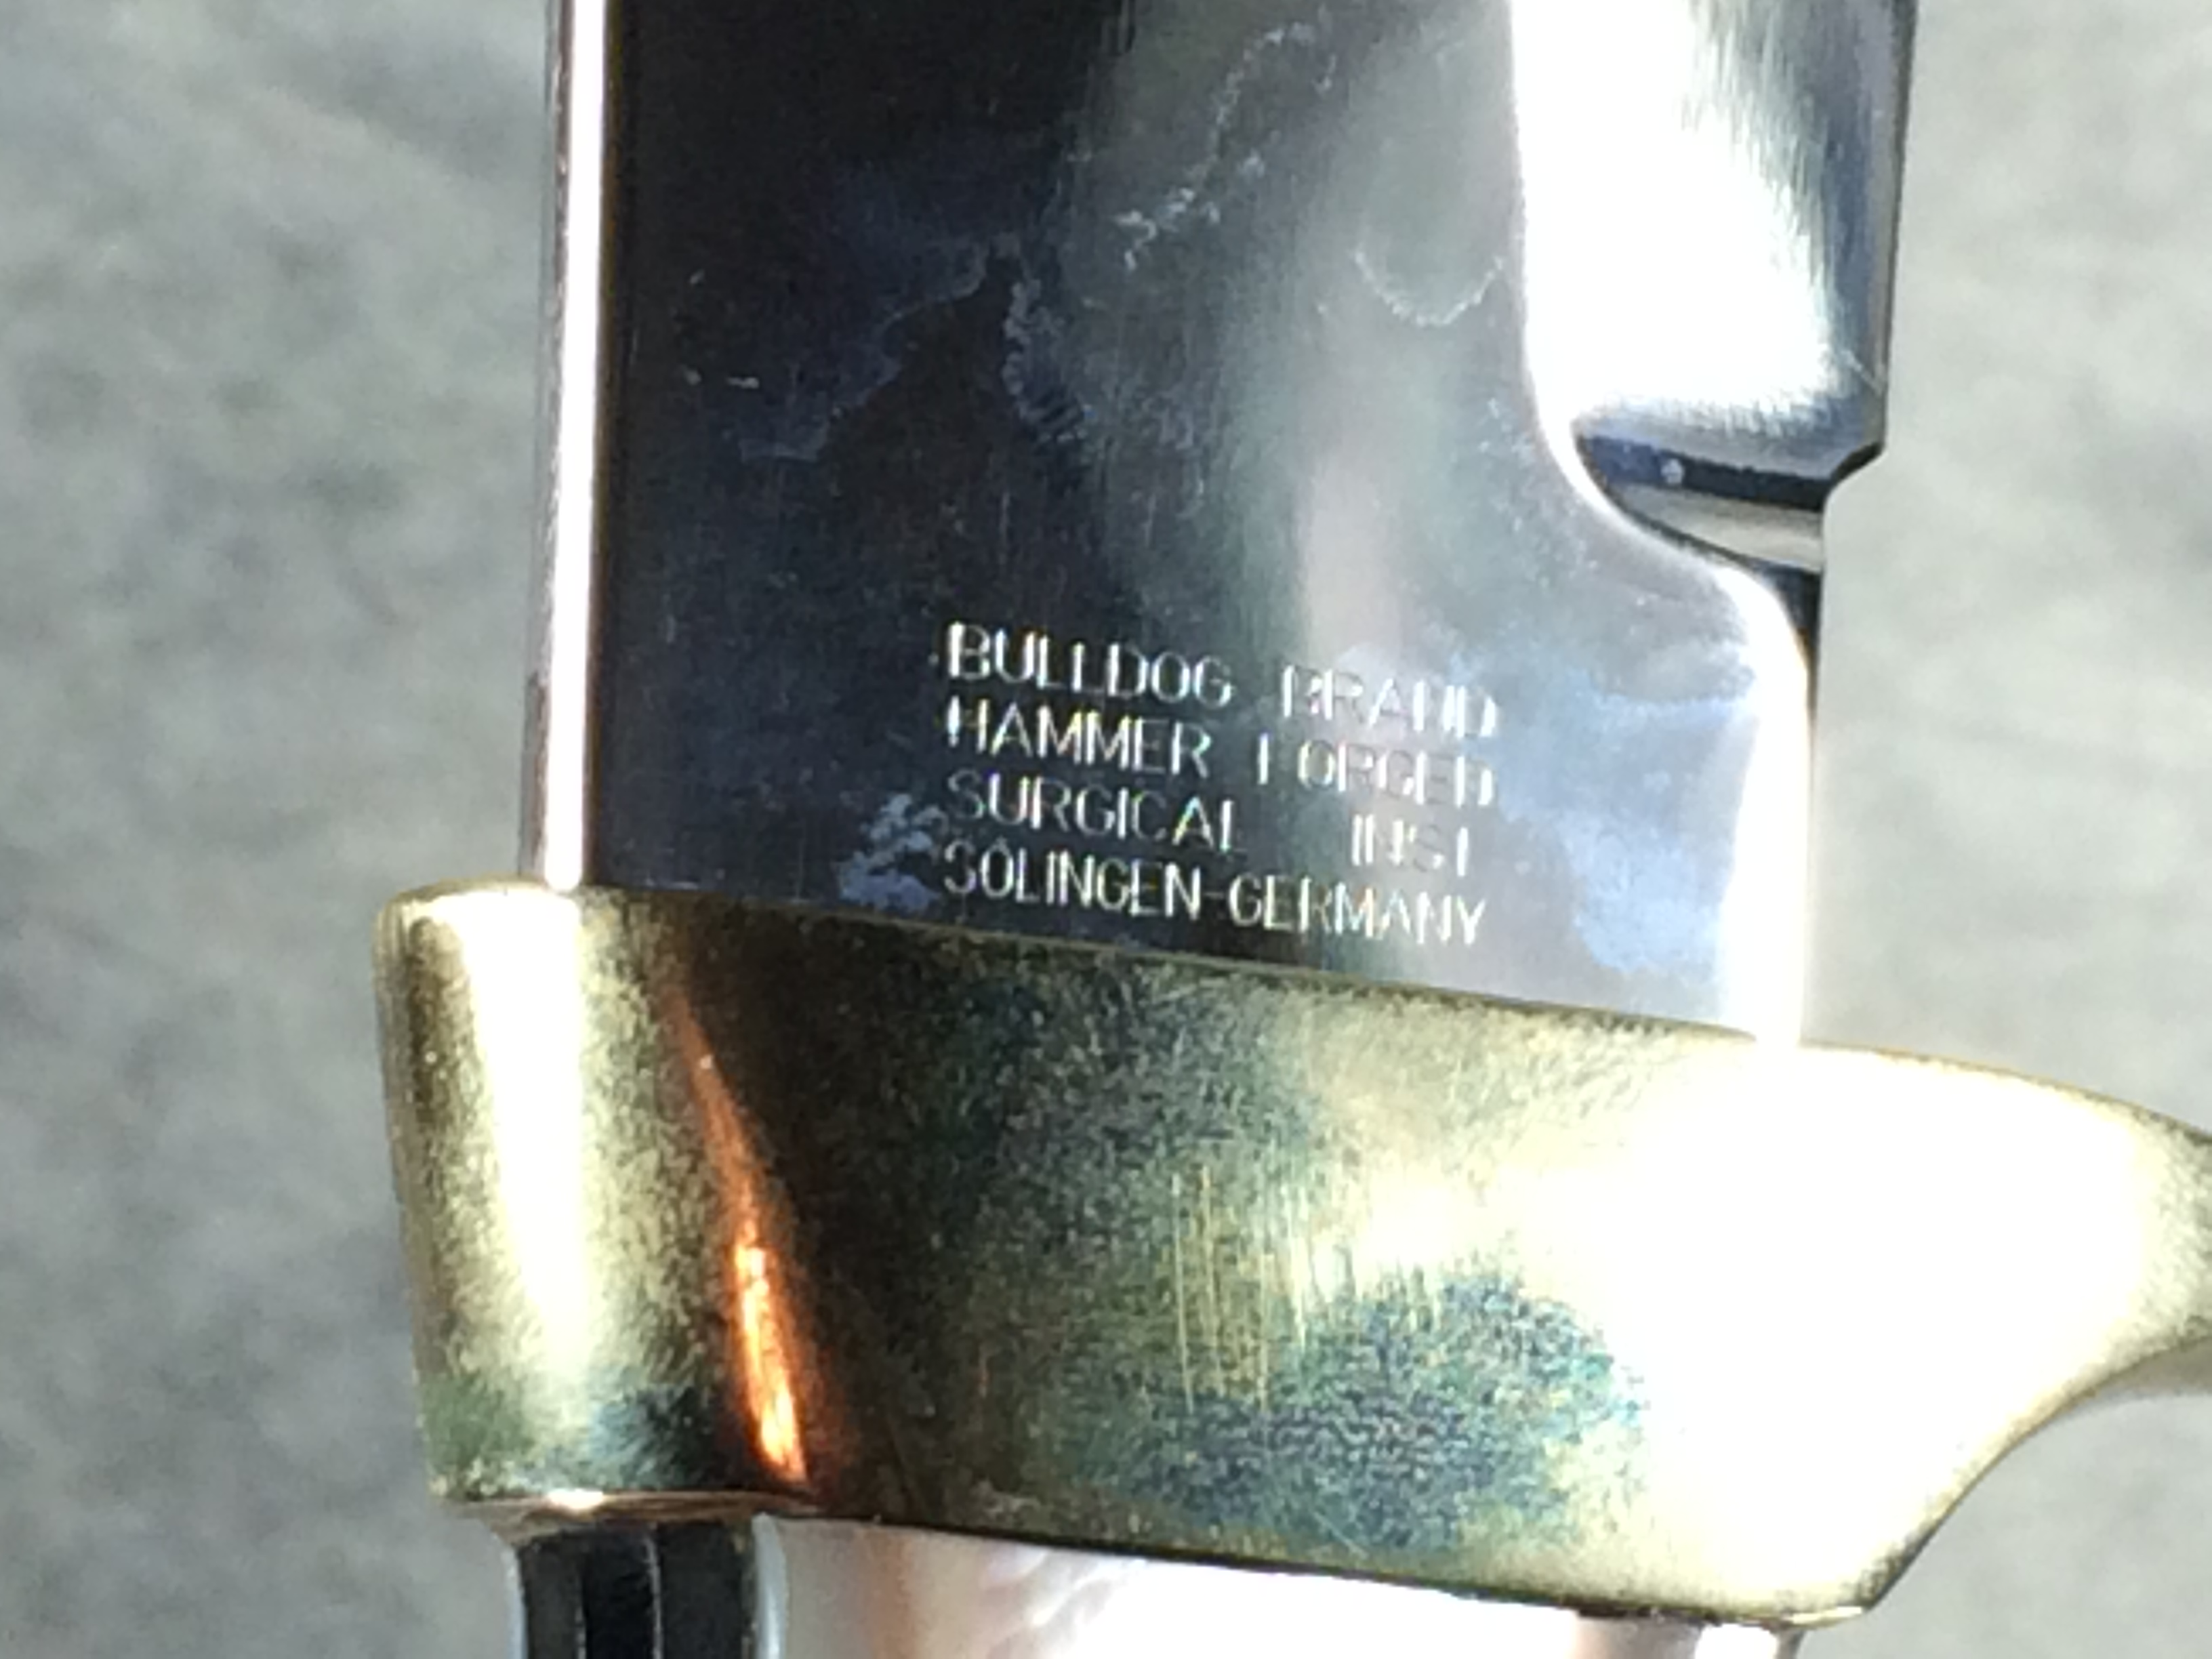 BULLDOG BRAND
HAMMER FORGED
SURGICAL INST
SOLINGEN-GERMANY